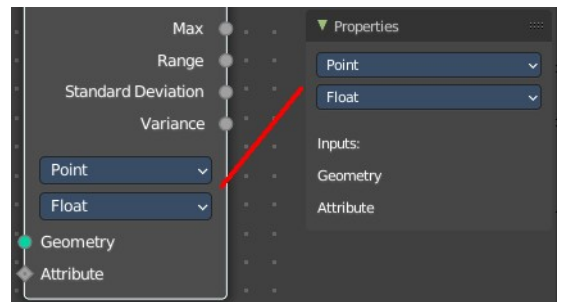 Max
Range
Standard Deviation
Variance
Point
Float
Geometry
Attribute
Properties
Point
Float
Inputs:
Geometry
Attribute